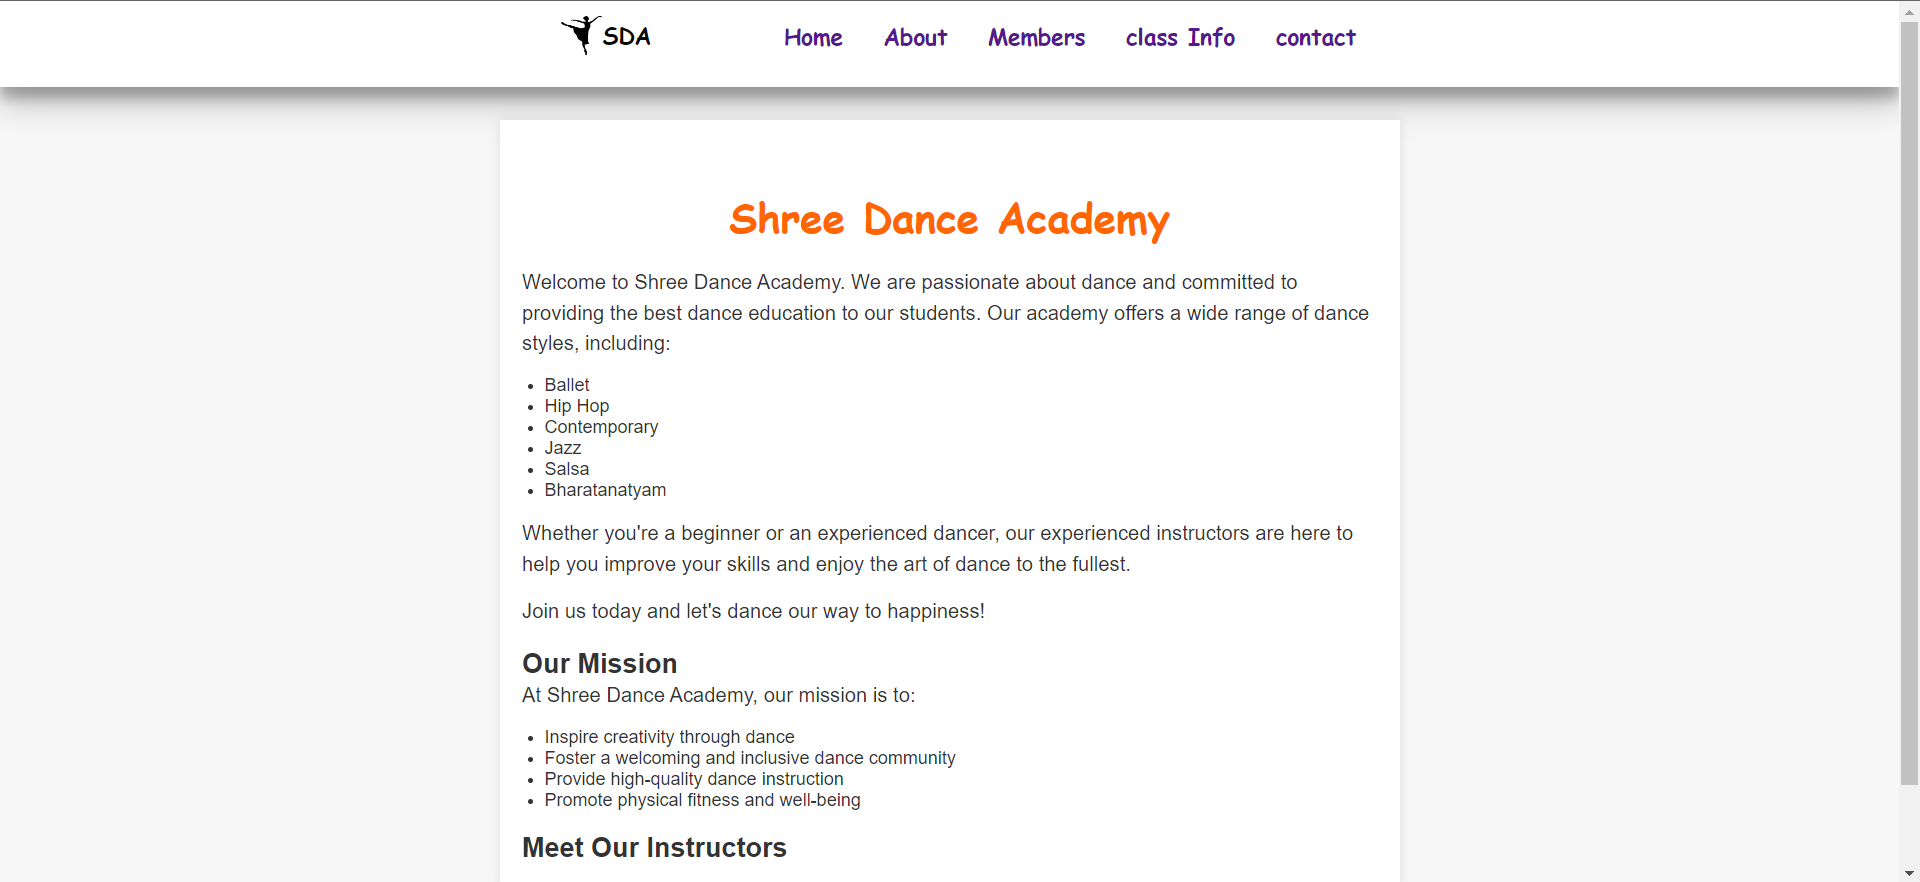 SDA
Home About Members class Info contact
Shree Dance Academy
Welcome to Shree Dance Academy. We are passionate about dance and committed to
providing the best dance education to our students. Our academy offers a wide range of dance
styles, including:
Ballet
Hip Hop
Contemporary
Jazz
Salsa
Bharatanatyam
Whether you're a beginner or an experienced dancer, our experienced instructors are here to
help you improve your skills and enjoy the art of dance to the fullest.
Join us today and let's dance our way to happiness!
Our Mission
At Shree Dance Academy, our mission is to:
Inspire creativity through dance
Foster a welcoming and inclusive dance community
Provide high-quality dance instruction
Promote physical fitness and well-being
Meet Our Instructors